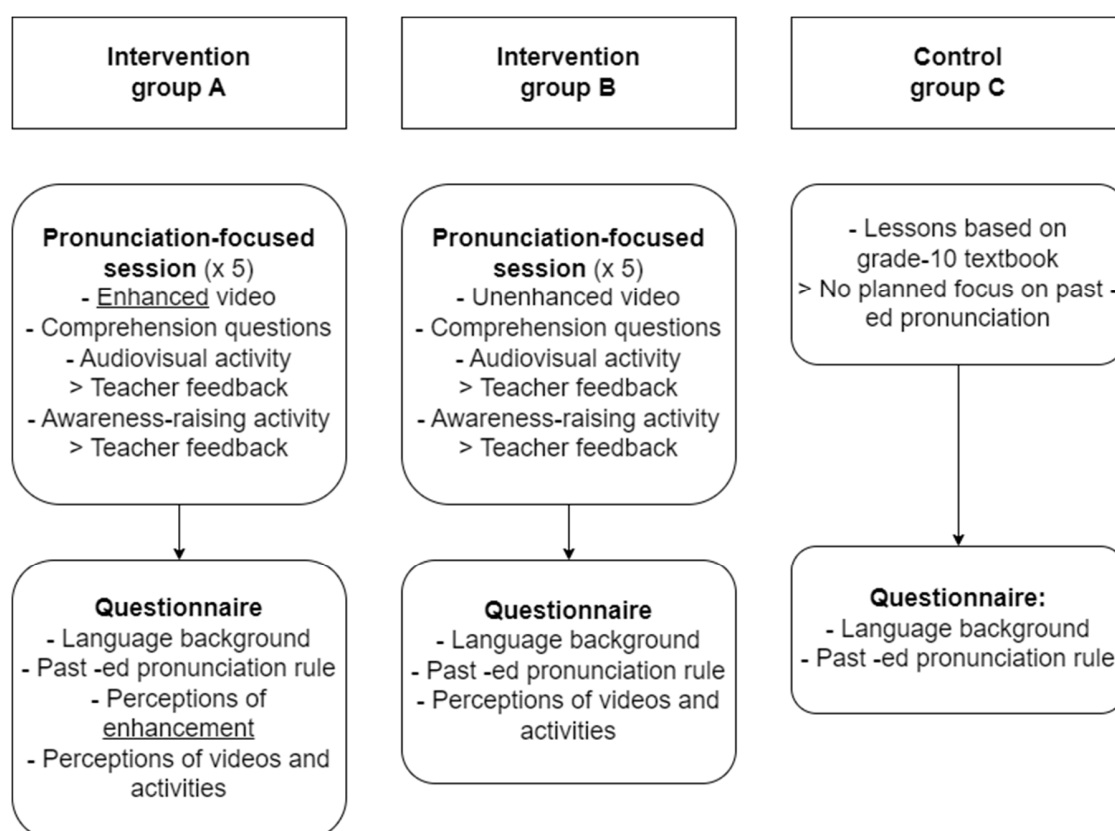 Intervention
group A
Intervention
group B
Control
group C
Pronunciation-focused
session (x 5)
- Enhanced video
- Comprehension questions
- Audiovisual activity
> Teacher feedback
- Awareness-raising activity
> Teacher feedback
Pronunciation-focused
session (x 5)
- Unenhanced video
- Comprehension questions
- Audiovisual activity
> Teacher feedback
- Awareness-raising activity
> Teacher feedback
- Lessons based on
grade-10 textbook
> No planned focus on past -
ed pronunciation
Questionnaire
- Language background
- Past -ed pronunciation rule
- Perceptions of
enhancement
- Perceptions of videos and
activities
Questionnaire
- Language background
- Past -ed pronunciation rule
- Perceptions of videos and
activities
Questionnaire:
- Language background
- Past -ed pronunciation rule